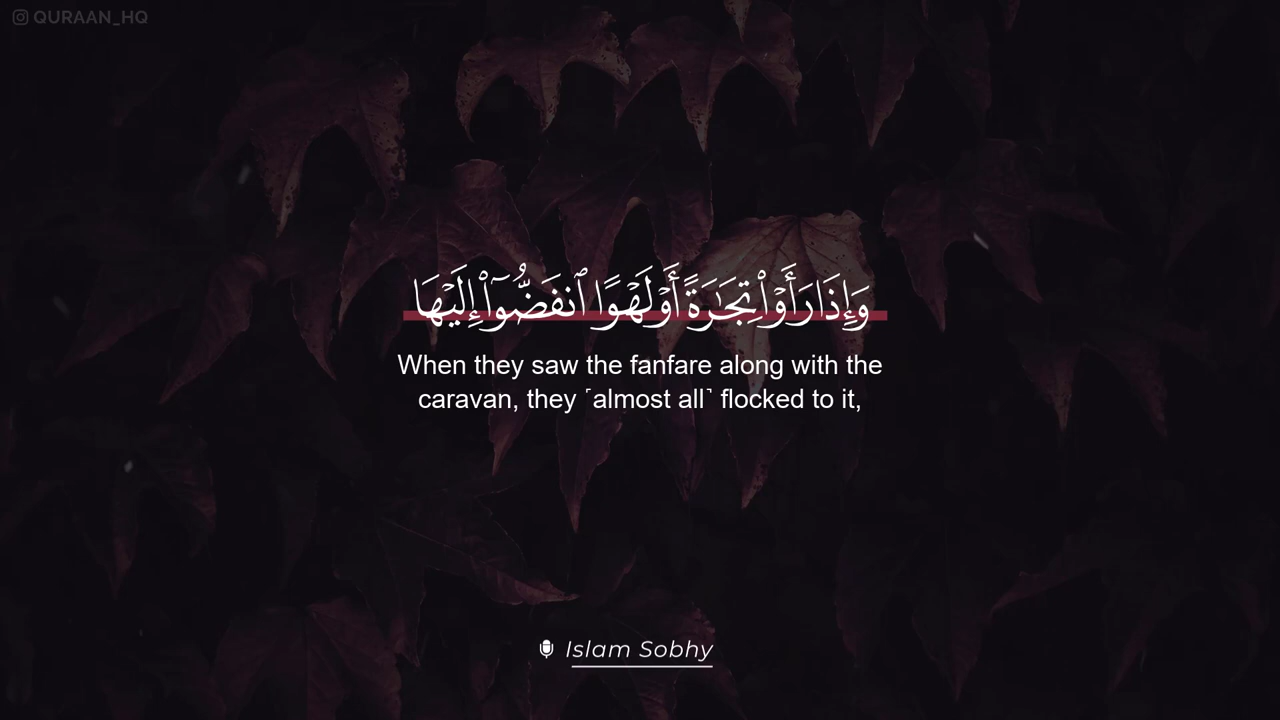 QURAAN_HQ
وَإِذَا رَأَوْا۟ تِجَـٰرَةً أَوْ لَهْوًا ٱنفَضُّوٓا۟ إِلَيْهَا
When they saw the fanfare along with the
caravan, they ˹almost all˺ flocked to it,
Islam Sobhy